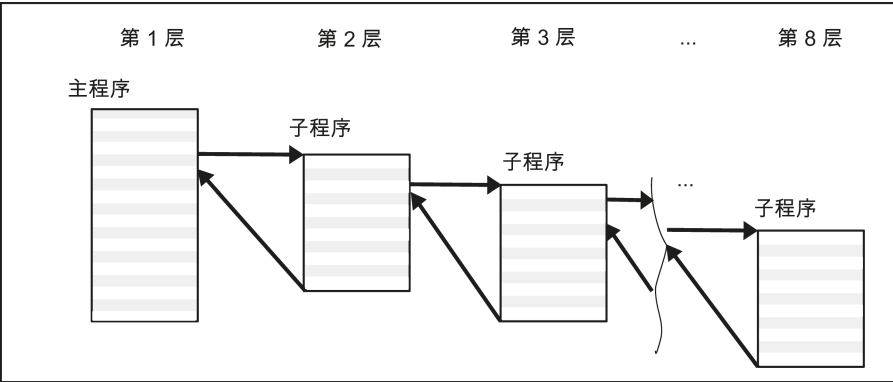 第 1 层 第 2 层 第 3 层 ... 第 8 层
主程序
子程序
子程序
...
子程序